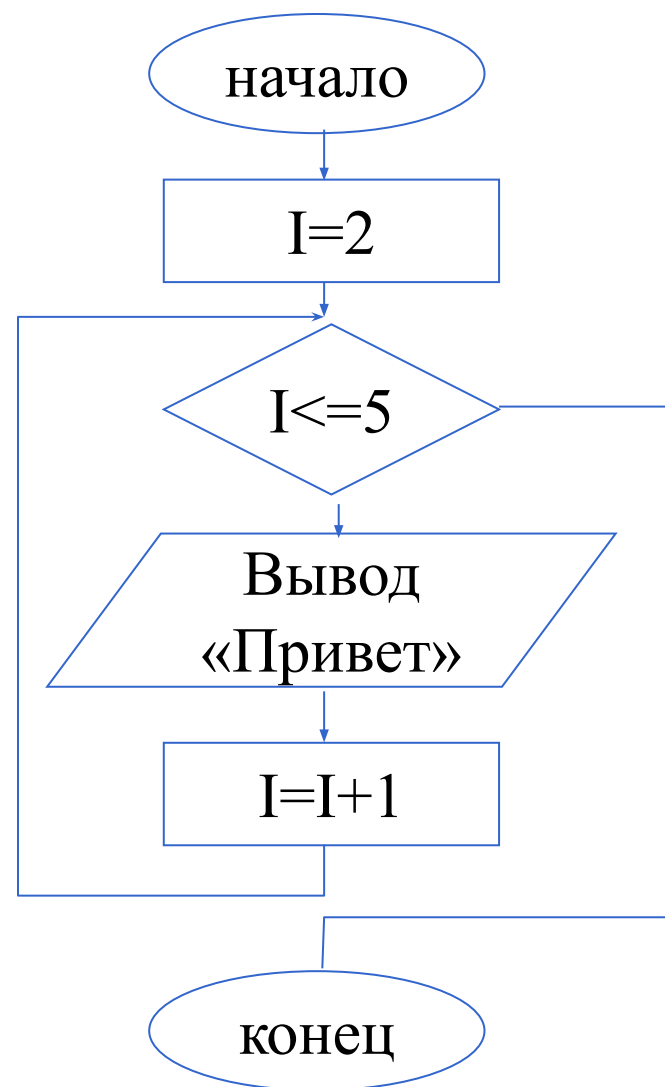 начало
I=2
I<=5
Вывод
«Привет»
I=I+1
конец